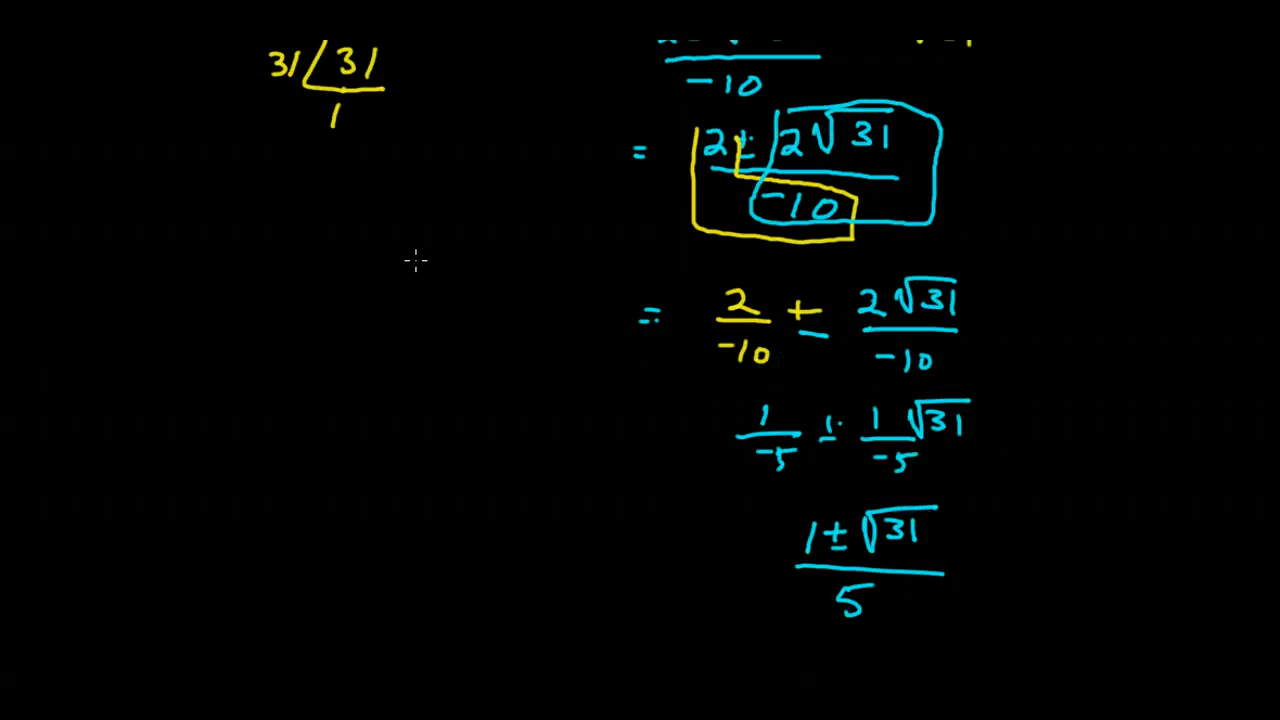 31 / 31
1
-10
= 2 ± 2√31
-10
= 2/-10 ± 2√31/-10
1/-5 ± 1/-5 √31
1 ± √31
5